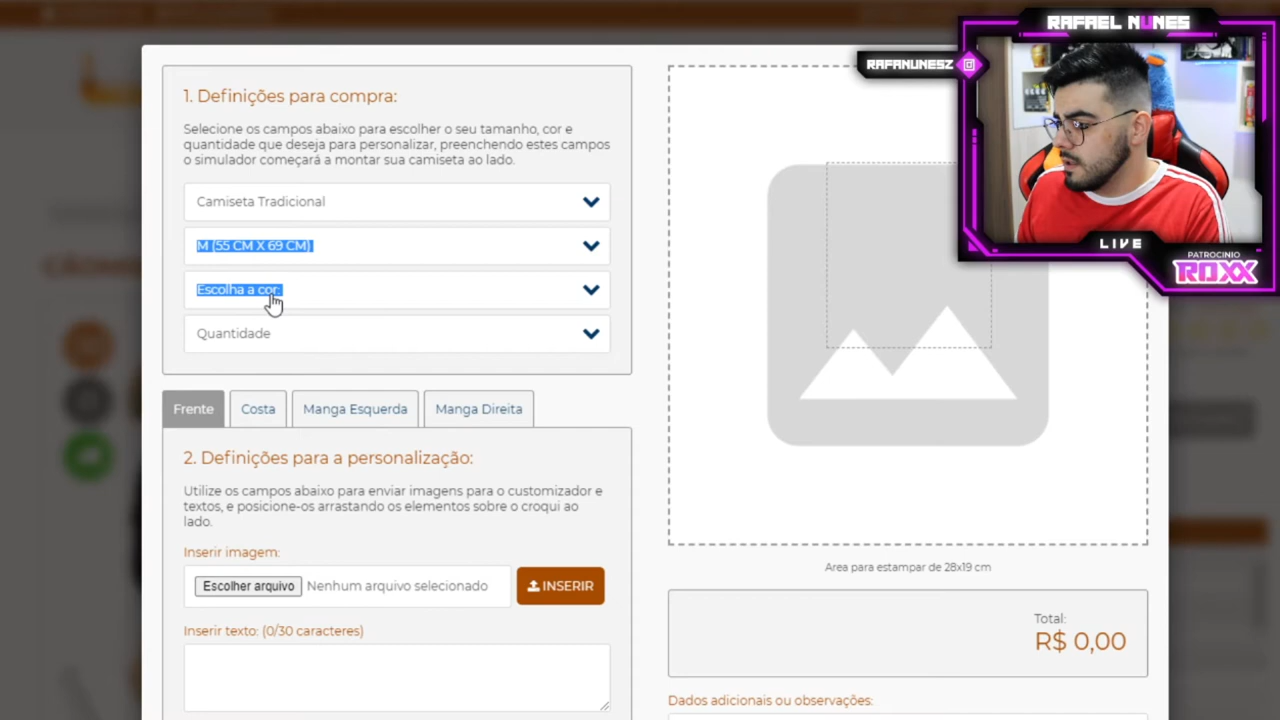 1. Definições para compra:
Selecione os campos abaixo para escolher o seu tamanho, cor e
quantidade que deseja para personalizar, preenchendo estes campos
o simulador começará a montar sua camiseta ao lado.
Camiseta Tradicional
M (55 CM X 69 CM)
Escolha a cor:
Quantidade
Frente
Costa
Manga Esquerda
Manga Direita
2. Definições para a personalização:
Utilize os campos abaixo para enviar imagens para o customizador e
textos, e posicione-os arrastando os elementos sobre o croqui ao
lado.
Inserir imagem:
Escolher arquivo Nenhum arquivo selecionado
INSERIR
Inserir texto: (0/30 caracteres)
RAFAEL NUNES
RAFANUNESZ
LIVE
PATROCINIO
ROXX
Area para estampar de 28x19 cm
Total:
R$ 0,00
Dados adicionais ou observações: